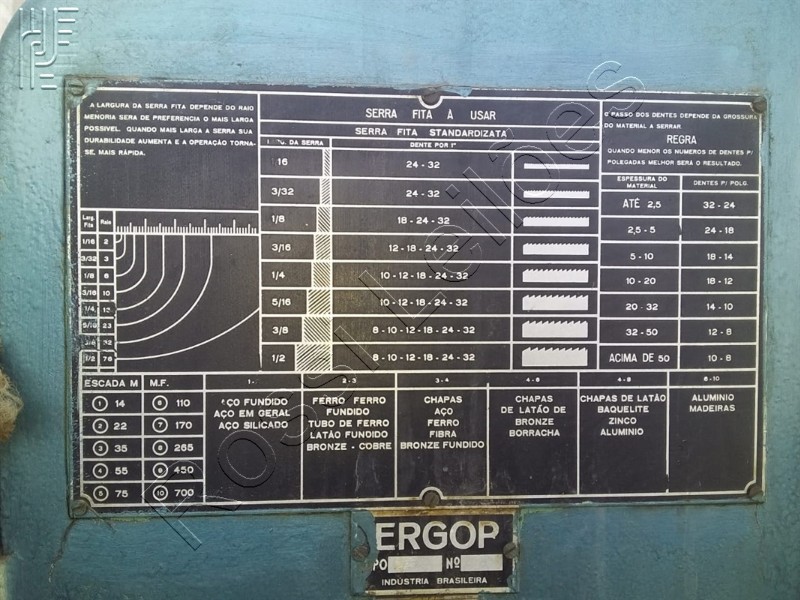 A LARGURA DA SERRA FITA DEPENDE DO RAIO
MENORIA SERA DE PREFERENCIA O MAIS LARGA
POSSIVEL. QUANDO MAIS LARGA A SERRA SUA
DURABILIDADE AUMENTA E A OPERAÇÃO TORNA-
SE, MAIS RÁPIDA.
Larg. Fita Raio
1/16 2
3/32 3
1/8 6
3/16 10
1/4
5/16 23
3/8 32
1/2 76
SERRA FITA A USAR
SERRA FITA STANDARDIZATA
DA SERRA DENTE POR 1"
16 24 - 32
3/32 24 - 32
1/8 18 - 24 - 32
3/16 12 - 18 - 24 - 32
1/4 10 - 12 - 18 - 24 - 32
5/16 10 - 12 - 18 - 24 - 32
3/8 8 - 10 - 12 - 18 - 24 - 32
1/2 8 - 10 - 12 - 18 - 24 - 32
O PASSO DOS DENTES DEPENDE DA GROSSURA
DO MATERIAL A SERRAR
REGRA
QUANDO MENOR OS NUMEROS DE DENTES P/
POLEGADAS MELHOR SERÁ O RESULTADO.
ESPESSURA DO MATERIAL DENTES P/ POLG.
ATÉ 2,5 32 - 24
2,5 - 5 24 - 18
5 - 10 18 - 14
10 - 20 18 - 12
20 - 32 14 - 10
32 - 50 12 - 8
ACIMA DE 50 10 - 8
ESCADA M M.F.
1 14 6 110
2 22 7 170
3 35 8 265
4 55 9 450
5 75 10 700
1-
AÇO FUNDIDO
AÇO EM GERAL
AÇO SILICADO
2 - 3
FERRO FERRO
FUNDIDO
TUBO DE FERRO
LATÃO FUNDIDO
BRONZE - COBRE
3 - 4
CHAPAS
AÇO
FERRO
FIBRA
BRONZE FUNDIDO
4 - 6
CHAPAS
DE LATÃO DE
BRONZE
BORRACHA
4 - 8
CHAPAS DE LATÃO
BAQUELITE
ZINCO
ALUMINIO
6 - 10
ALUMINIO
MADEIRAS
ERGOP
PO Nº
INDÚSTRIA BRASILEIRA
Rossi Leilões